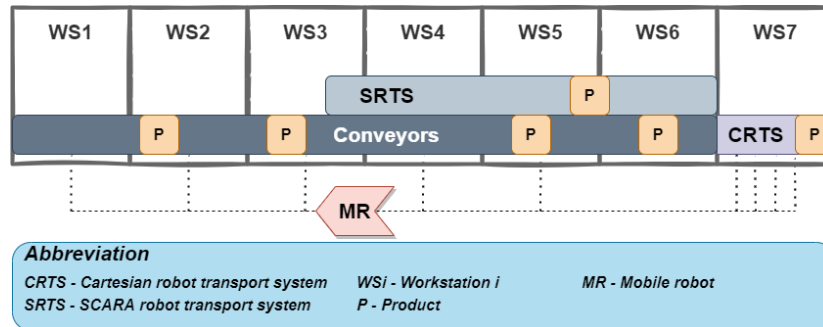 WS1 WS2 WS3 WS4 WS5 WS6 WS7
SRTS P
P P Conveyors P P CRTS P
MR
Abbreviation
CRTS - Cartesian robot transport system WSi - Workstation i MR - Mobile robot
SRTS - SCARA robot transport system P - Product